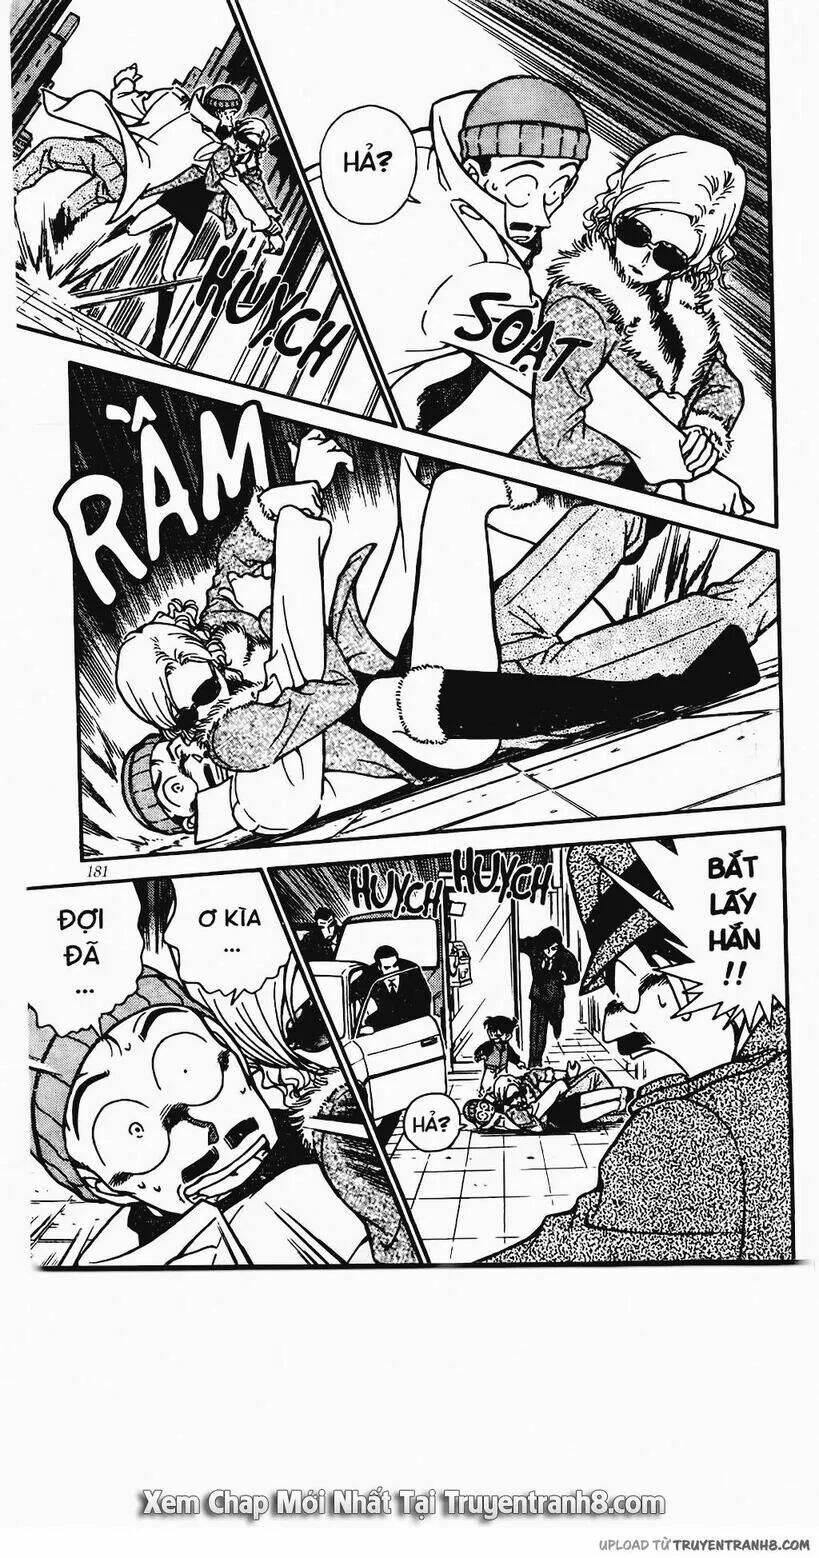 HẢ?
SOẠT
HUỴCH
RẦM
181
BẮT
LẤY
HẮN
!!
HUỴCH
HUỴCH
HẢ?
Ơ KÌA
...
ĐỢI
ĐÃ
...
Xem Chap Mới Nhất Tại Truyentranh8.com
UPLOAD TỪ TRUYENTRANH8.COM